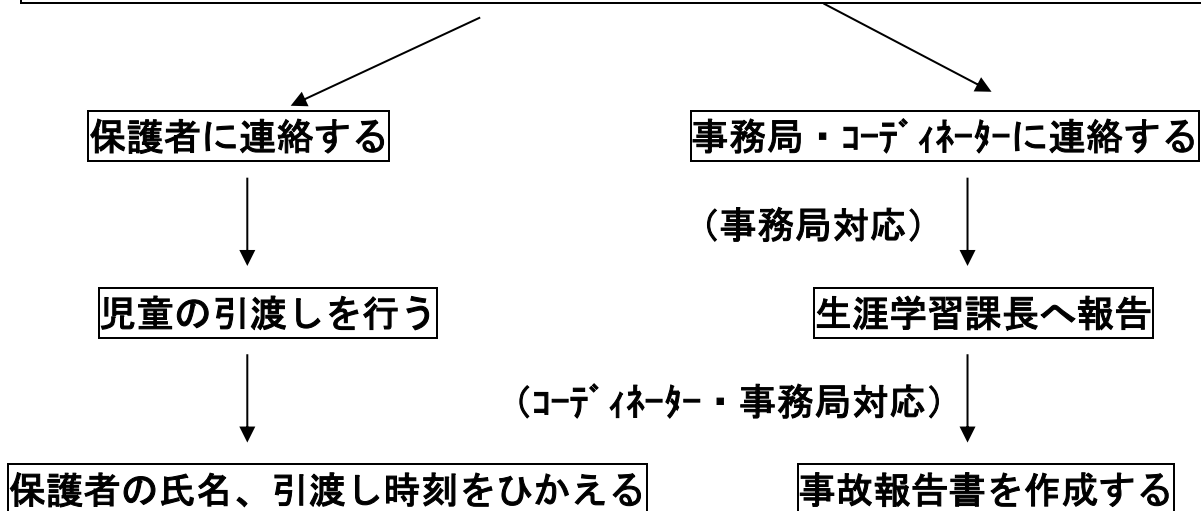 保護者に連絡する
事務局・ｺｰﾃﾞｨﾈｰﾀｰに連絡する
（事務局対応）
児童の引渡しを行う
生涯学習課長へ報告
（ｺｰﾃﾞｨﾈｰﾀｰ・事務局対応）
保護者の氏名、引渡し時刻をひかえる
事故報告書を作成する